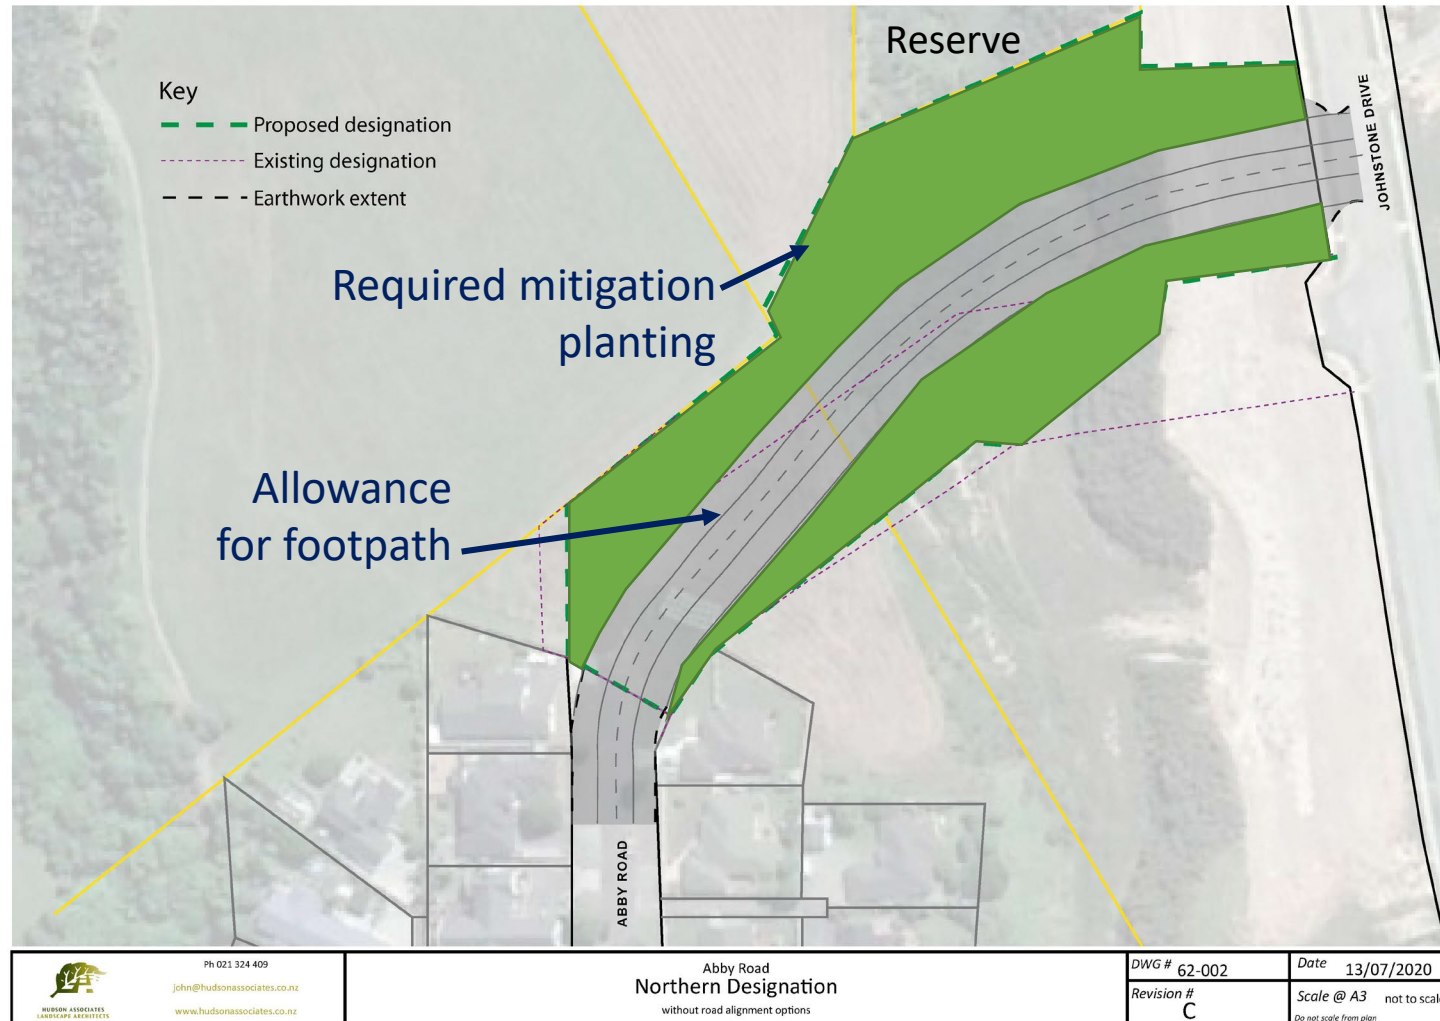 Reserve
Key
Proposed designation
Existing designation
Earthwork extent
JOHNSTONE DRIVE
Required mitigation
planting
Allowance
for footpath
ABBY ROAD
HUDSON ASSOCIATES
LANDSCAPE ARCHITECTS
Ph 021 324 409
john@hudsonassociates.co.nz
www.hudsonassociates.co.nz
Abby Road
Northern Designation
without road alignment options
DWG # 62-002
Revision #
C
Date 13/07/2020
Scale @ A3 not to scale
Do not scale from plan